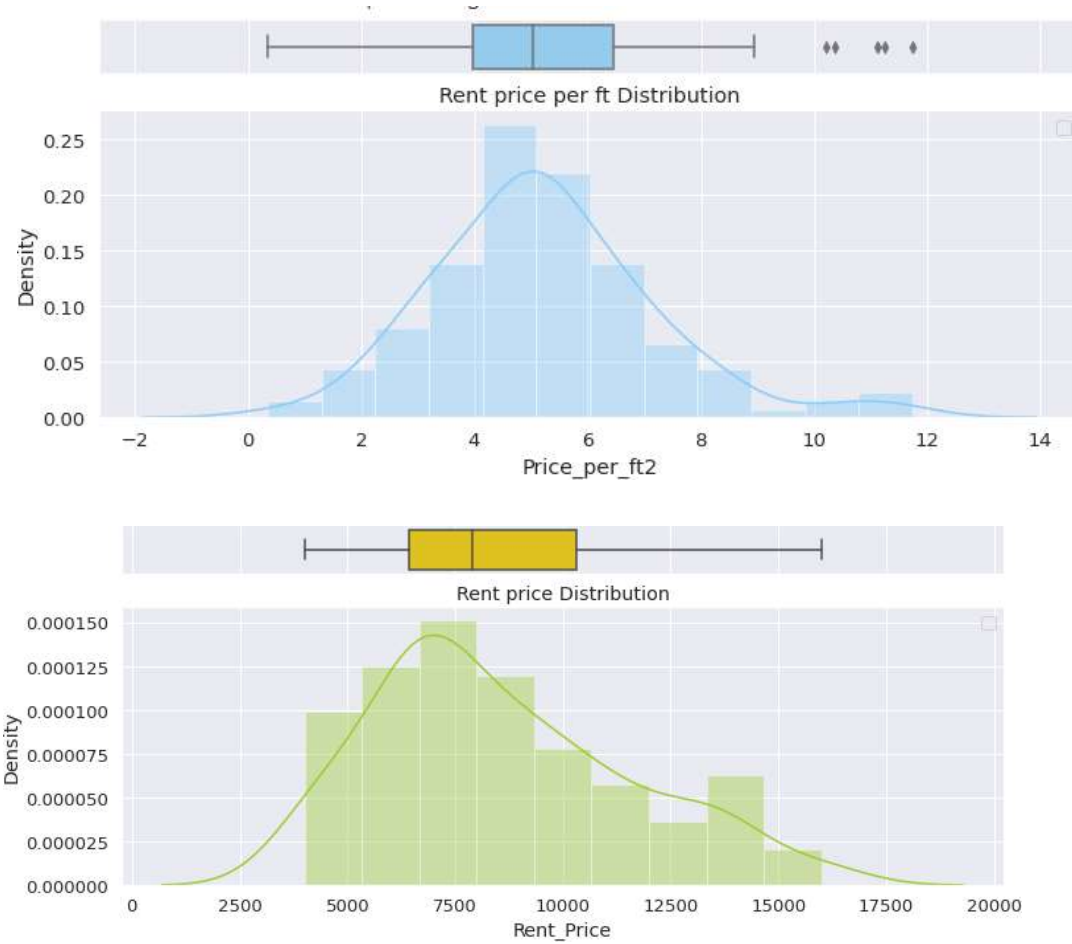 Rent price per ft Distribution
0.25
0.20
0.15
0.10
0.05
0.00
Density
−2 0 2 4 6 8 10 12 14
Price_per_ft2
Rent price Distribution
0.000150
0.000125
0.000100
0.000075
0.000050
0.000025
0.000000
Density
0 2500 5000 7500 10000 12500 15000 17500 20000
Rent_Price